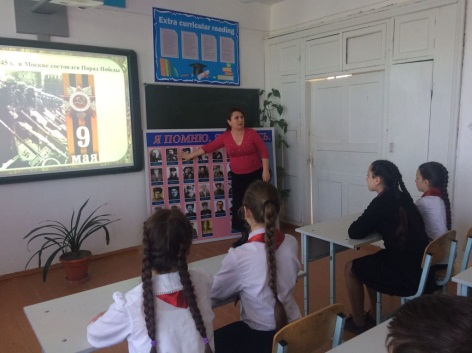 Extra curricular reading
45 г. в Москве состоялся Парад Победы
9
мая
Я ПОМНЮ, Я